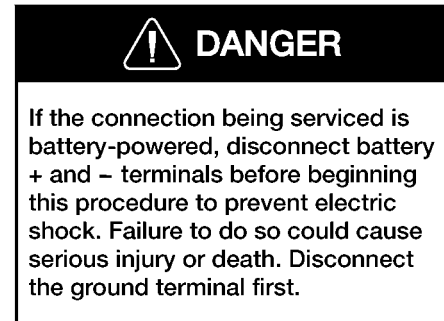 DANGER
If the connection being serviced is
battery-powered, disconnect battery
+ and – terminals before beginning
this procedure to prevent electric
shock. Failure to do so could cause
serious injury or death. Disconnect
the ground terminal first.